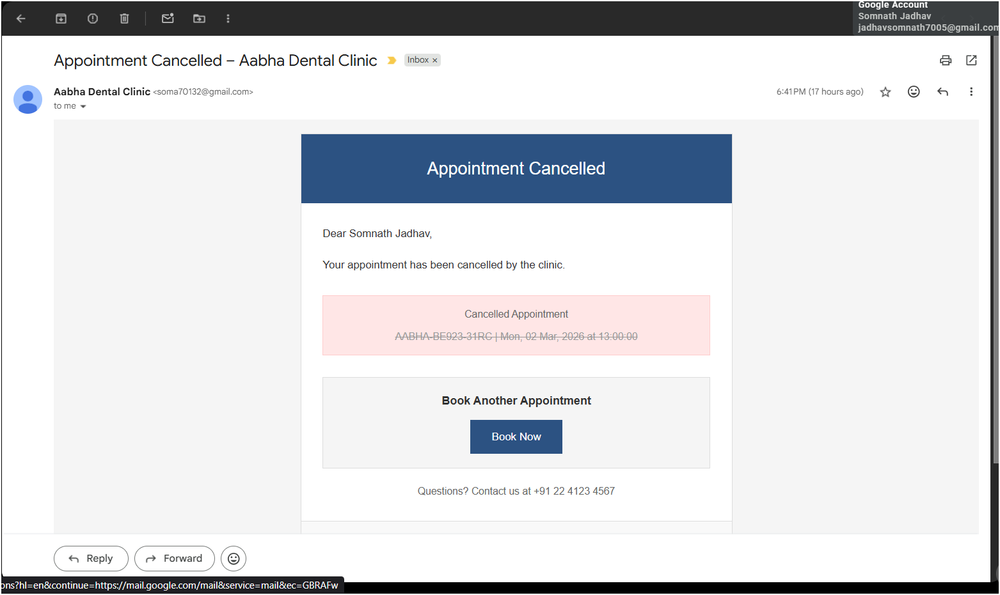 Google Account
Somnath Jadhav
jadhavsomnath7005@gmail.com
Appointment Cancelled – Aabha Dental Clinic
Inbox ×
Aabha Dental Clinic <soma70132@gmail.com>
6:41 PM (17 hours ago)
to me
Appointment Cancelled
Dear Somnath Jadhav,
Your appointment has been cancelled by the clinic.
Cancelled Appointment
AABHA-BE923-31RC | Mon, 02 Mar, 2026 at 13:00:00
Book Another Appointment
Book Now
Questions? Contact us at +91 22 4123 4567
Reply
Forward
ons?hl=en&continue=https://mail.google.com/mail&service=mail&ec=GBRAFw